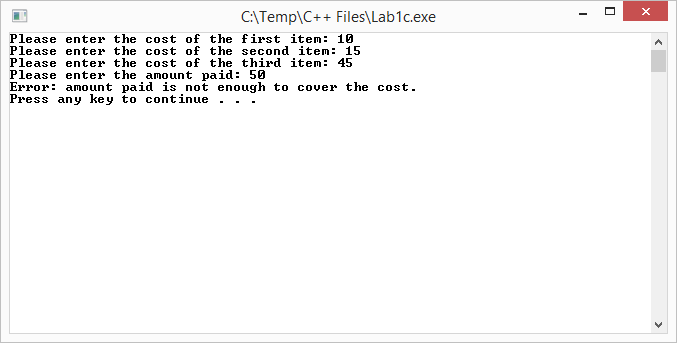 C:\Temp\C++ Files\Lab1c.exe
Please enter the cost of the first item: 10
Please enter the cost of the second item: 15
Please enter the cost of the third item: 45
Please enter the amount paid: 50
Error: amount paid is not enough to cover the cost.
Press any key to continue . . .